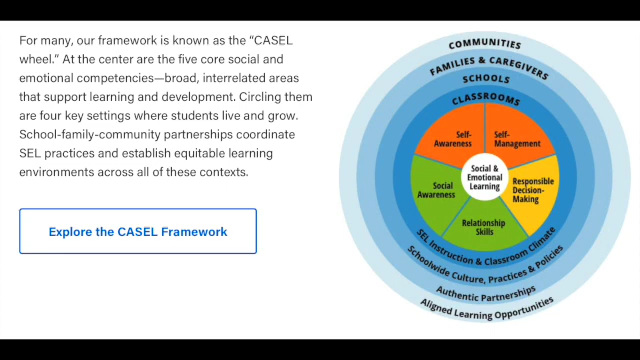 For many, our framework is known as the “CASEL
wheel.” At the center are the five core social and
emotional competencies—broad, interrelated areas
that support learning and development. Circling them
are four key settings where students live and grow.
School-family-community partnerships coordinate
SEL practices and establish equitable learning
environments across all of these contexts.
Explore the CASEL Framework
COMMUNITIES
FAMILIES & CAREGIVERS
SCHOOLS
CLASSROOMS
Self-
Awareness
Self-
Management
Social &
Emotional
Learning
Social
Awareness
Responsible
Decision-
Making
Relationship
Skills
SEL Instruction & Classroom Climate
Schoolwide Culture, Practices & Policies
Authentic Partnerships
Aligned Learning Opportunities